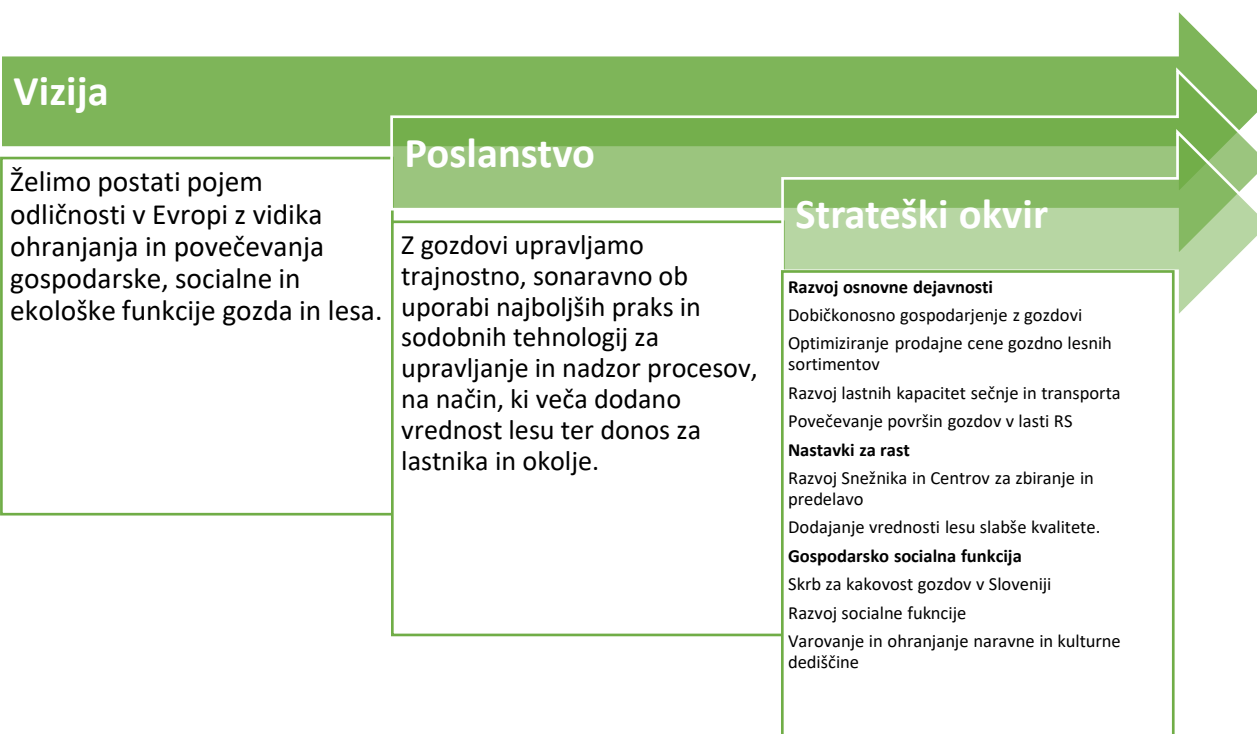 Vizija
Želimo postati pojem
odličnosti v Evropi z vidika
ohranjanja in povečevanja
gospodarske, socialne in
ekološke funkcije gozda in lesa.
Poslanstvo
Z gozdovi upravljamo
trajnostno, sonaravno ob
uporabi najboljših praks in
sodobnih tehnologij za
upravljanje in nadzor procesov,
na način, ki veča dodano
vrednost lesu ter donos za
lastnika in okolje.
Strateški okvir
Razvoj osnovne dejavnosti
Dobičkonosno gospodarjenje z gozdovi
Optimiziranje prodajne cene gozdno lesnih
sortimentov
Razvoj lastnih kapacitet sečnje in transporta
Povečevanje površin gozdov v lasti RS
Nastavki za rast
Razvoj Snežnika in Centrov za zbiranje in
predelavo
Dodajanje vrednosti lesu slabše kvalitete.
Gospodarsko socialna funkcija
Skrb za kakovost gozdov v Sloveniji
Razvoj socialne fukncije
Varovanje in ohranjanje naravne in kulturne
dediščine